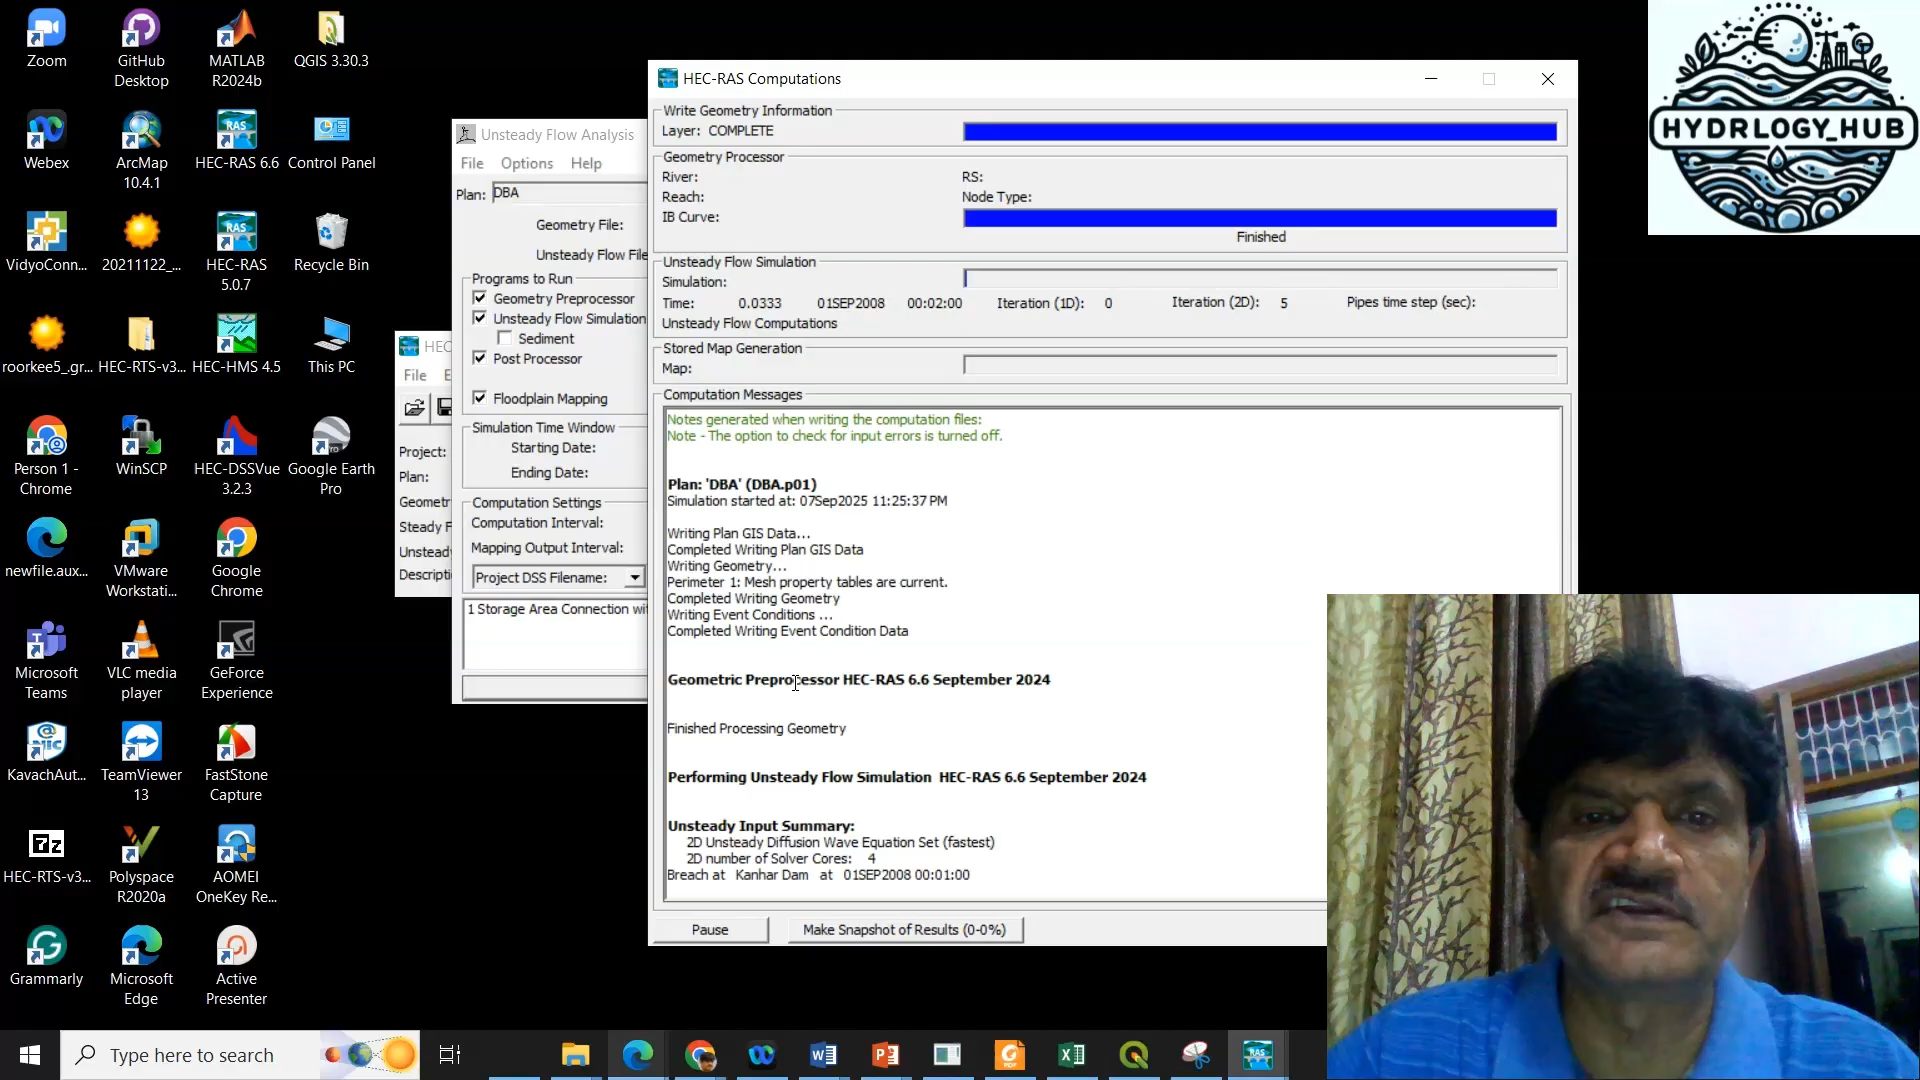 Zoom
GitHub Desktop
MATLAB R2024b
QGIS 3.30.3
Webex
ArcMap 10.4.1
HEC-RAS 6.6
Control Panel
VidyoConn...
20211122_...
HEC-RAS 5.0.7
Recycle Bin
roorkee5_.gr...
HEC-RTS-v3...
HEC-HMS 4.5
This PC
Person 1 - Chrome
WinSCP
HEC-DSSVue 3.2.3
Google Earth Pro
newfile.aux...
VMware Workstati...
Google Chrome
Microsoft Teams
VLC media player
GeForce Experience
KavachAut...
TeamViewer 13
FastStone Capture
HEC-RTS-v3...
Polyspace R2020a
AOMEI OneKey Re...
Grammarly
Microsoft Edge
Active Presenter
HEC
File E
Project:
Plan:
Geometr
Steady F
Unstead
Descripti
Unsteady Flow Analysis
File Options Help
Plan: DBA
Geometry File:
Unsteady Flow File
Programs to Run
Geometry Preprocessor
Unsteady Flow Simulation
Sediment
Post Processor
Floodplain Mapping
Simulation Time Window
Starting Date:
Ending Date:
Computation Settings
Computation Interval:
Mapping Output Interval:
Project DSS Filename:
1 Storage Area Connection wi
HEC-RAS Computations
Write Geometry Information
Layer: COMPLETE
Geometry Processor
River: RS:
Reach: Node Type:
IB Curve:
Finished
Unsteady Flow Simulation
Simulation:
Time: 0.0333 01SEP2008 00:02:00 Iteration (1D): 0 Iteration (2D): 5 Pipes time step (sec):
Unsteady Flow Computations
Stored Map Generation
Map:
Computation Messages
Notes generated when writing the computation files:
Note - The option to check for input errors is turned off.
Plan: 'DBA' (DBA.p01)
Simulation started at: 07Sep2025 11:25:37 PM
Writing Plan GIS Data...
Completed Writing Plan GIS Data
Writing Geometry...
Perimeter 1: Mesh property tables are current.
Completed Writing Geometry
Writing Event Conditions ...
Completed Writing Event Condition Data
Geometric Preprocessor HEC-RAS 6.6 September 2024
Finished Processing Geometry
Performing Unsteady Flow Simulation HEC-RAS 6.6 September 2024
Unsteady Input Summary:
2D Unsteady Diffusion Wave Equation Set (fastest)
2D number of Solver Cores: 4
Breach at Kanhar Dam at 01SEP2008 00:01:00
Pause
Make Snapshot of Results (0-0%)
HYDRLOGY_HUB
Type here to search